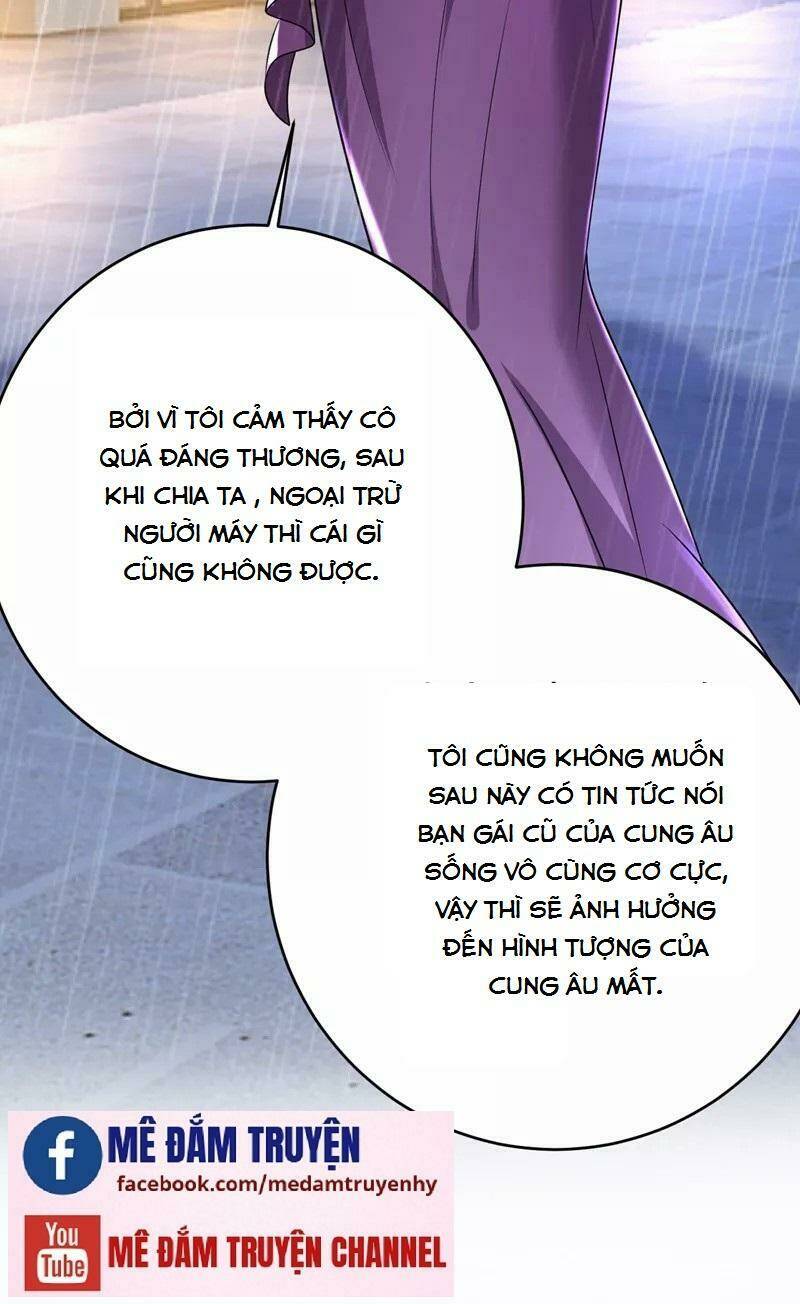 BỞI VÌ TÔI CẢM THẤY CÔ
QUÁ ĐÁNG THƯƠNG, SAU
KHI CHIA TA , NGOẠI TRỪ
NGƯỜI MÁY THÌ CÁI GÌ
CŨNG KHÔNG ĐƯỢC.
TÔI CŨNG KHÔNG MUỐN
SAU NÀY CÓ TIN TỨC NÓI
BẠN GÁI CŨ CỦA CUNG ÂU
SỐNG VÔ CÙNG CƠ CỰC,
VẬY THÌ SẼ ẢNH HƯỞNG
ĐẾN HÌNH TƯỢNG CỦA
CUNG ÂU MẤT.
f MÊ ĐẮM TRUYỆN
facebook.com/medamtruyenhy
You
Tube
MÊ ĐẮM TRUYỆN CHANNEL